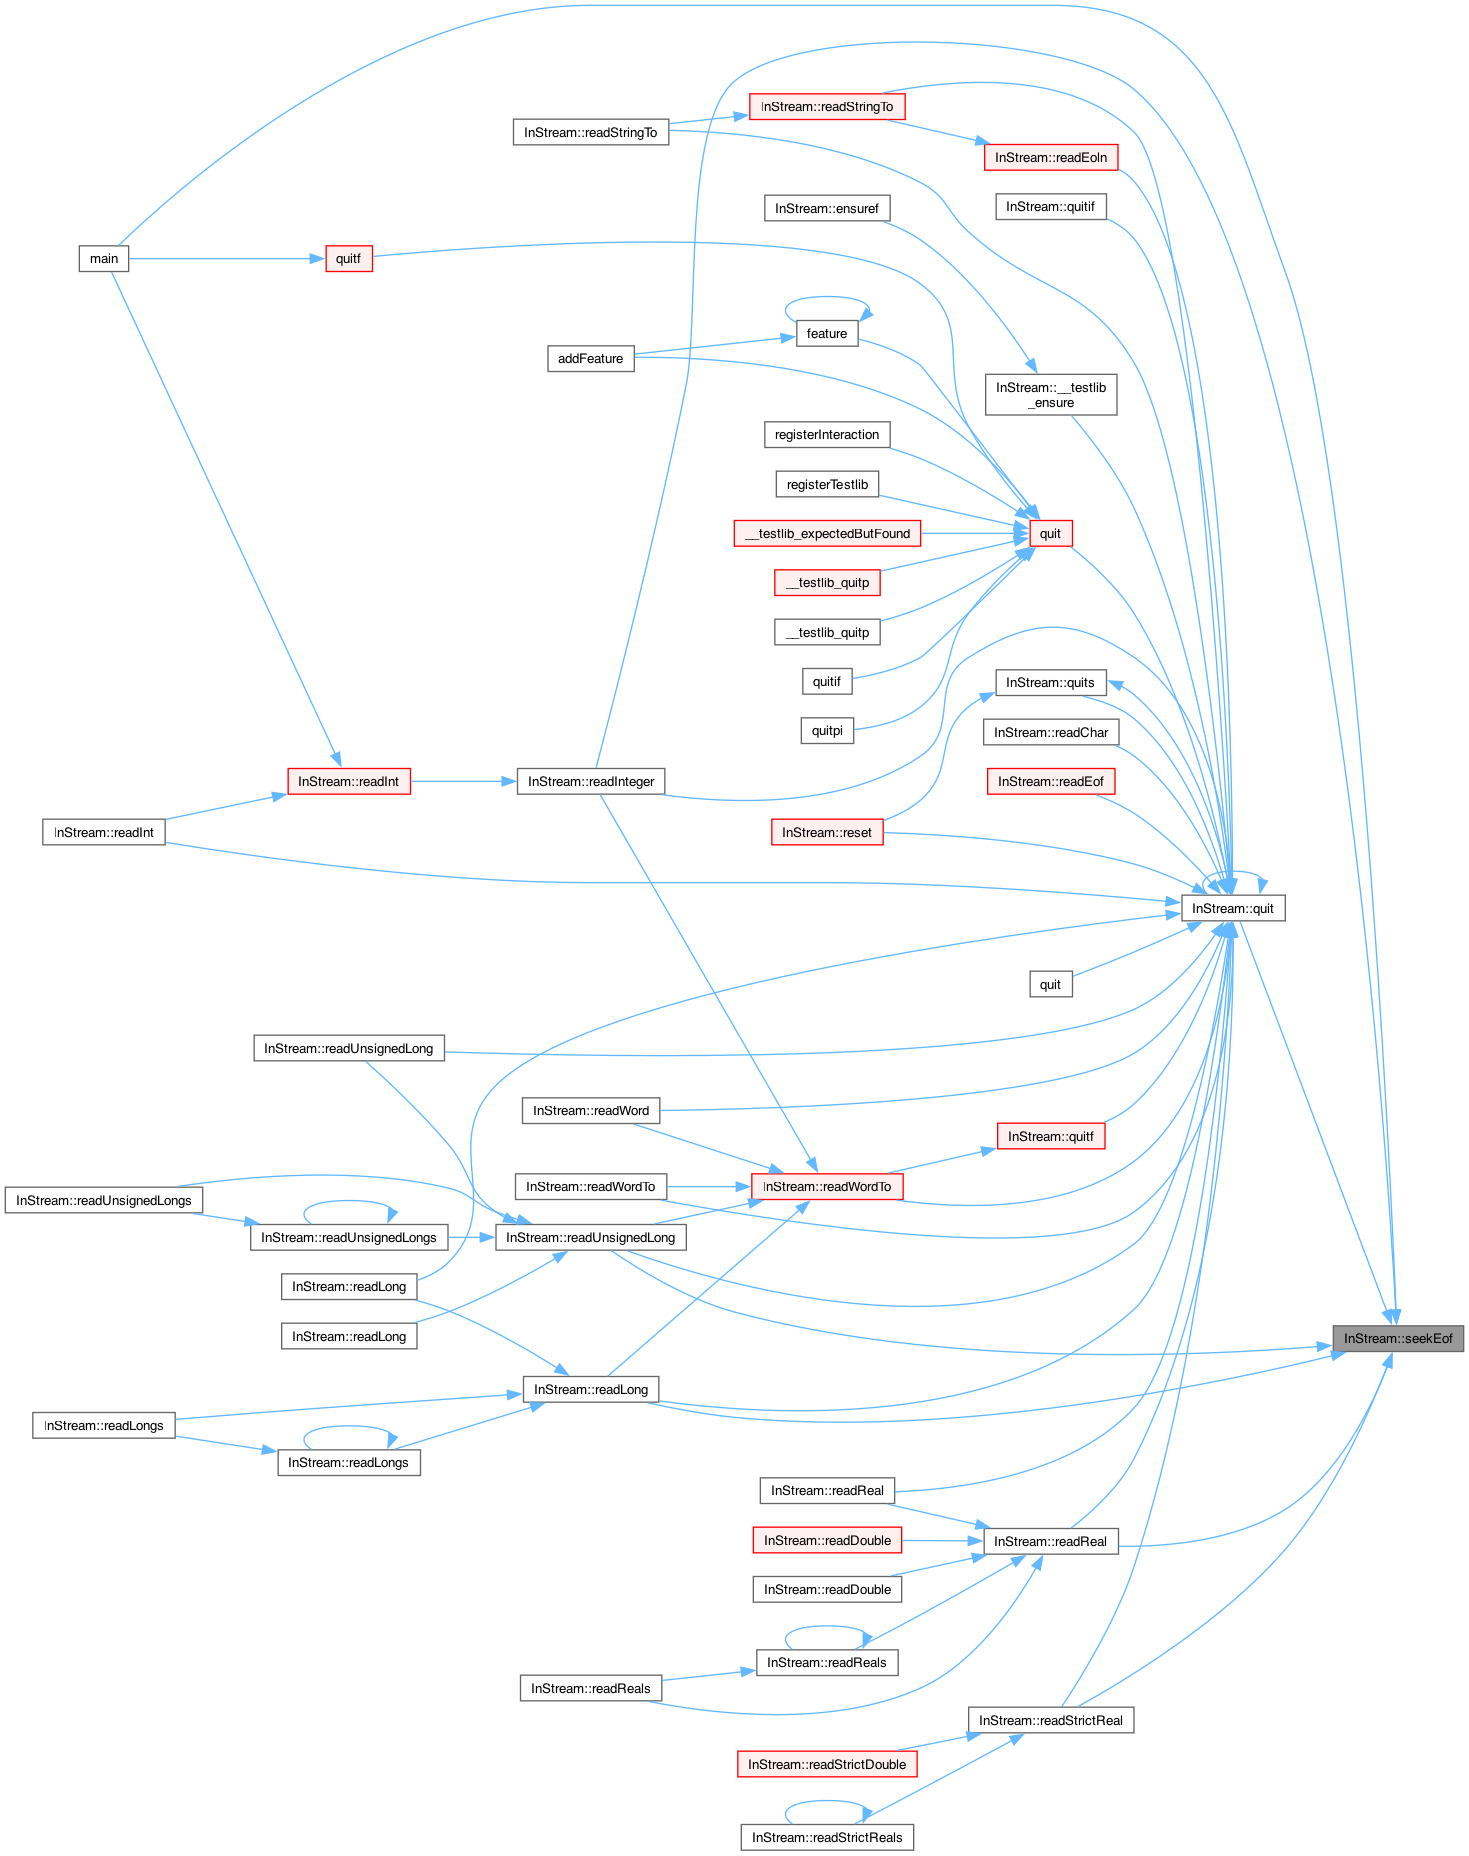 InStream::readStringTo
InStream::readStringTo
InStream::readEoln
InStream::ensuref
InStream::quitif
main
quitf
feature
addFeature
InStream::__testlib
_ensure
registerInteraction
registerTestlib
__testlib_expectedButFound
quit
__testlib_quitp
__testlib_quitp
quitif
InStream::quits
quitpi
InStream::readChar
InStream::readInt
InStream::readInteger
InStream::readEof
InStream::readInt
InStream::reset
InStream::quit
quit
InStream::readUnsignedLong
InStream::readWord
InStream::quitf
InStream::readWordTo
InStream::readWordTo
InStream::readUnsignedLongs
InStream::readUnsignedLongs
InStream::readUnsignedLong
InStream::readLong
InStream::readLong
InStream::seekEof
InStream::readLong
InStream::readLongs
InStream::readLongs
InStream::readReal
InStream::readDouble
InStream::readReal
InStream::readDouble
InStream::readReals
InStream::readReals
InStream::readStrictReal
InStream::readStrictDouble
InStream::readStrictReals